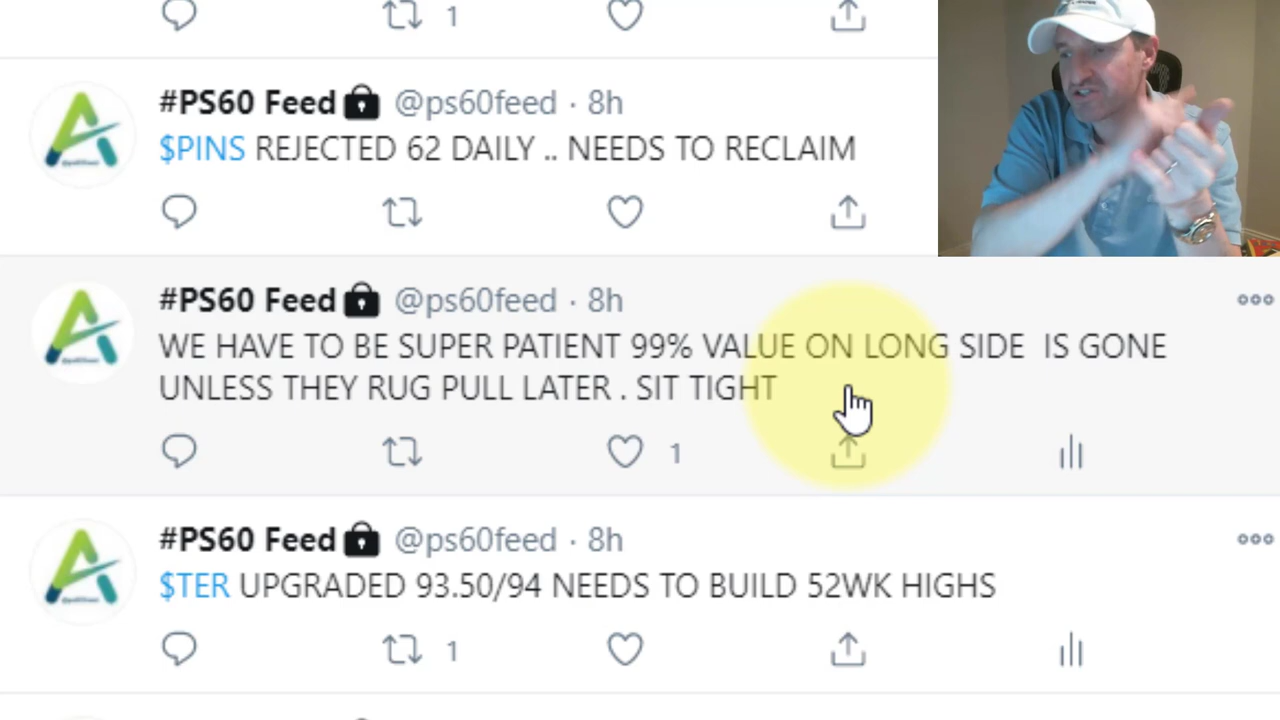 1
#PS60 Feed @ps60feed · 8h
$PINS REJECTED 62 DAILY .. NEEDS TO RECLAIM
#PS60 Feed @ps60feed · 8h
WE HAVE TO BE SUPER PATIENT 99% VALUE ON LONG SIDE IS GONE
UNLESS THEY RUG PULL LATER . SIT TIGHT
1
#PS60 Feed @ps60feed · 8h
$TER UPGRADED 93.50/94 NEEDS TO BUILD 52WK HIGHS
1